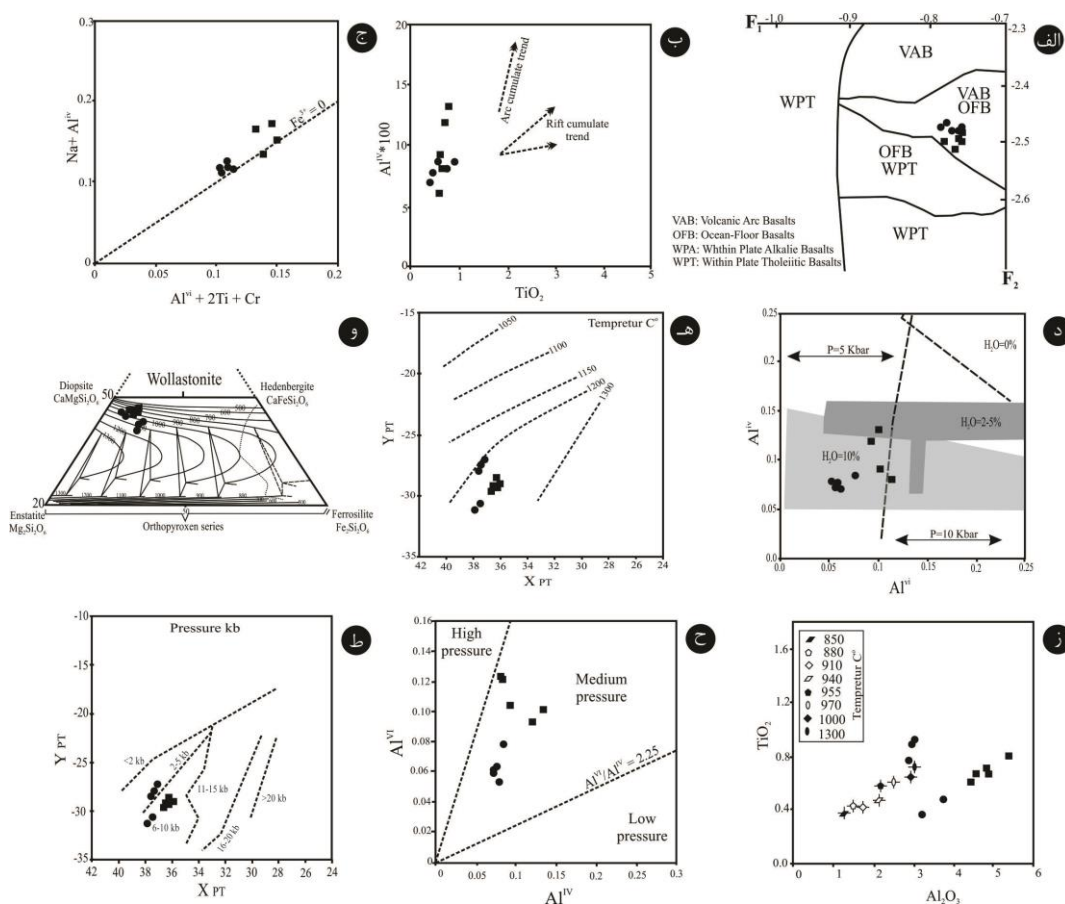 ج
Na+ Al^iv
0.3
0.2
0.1
0
0
0.05
0.1
0.15
0.2
Fe³⁺ = 0
Al^vi + 2Ti + Cr
ب
Al^IV*100
20
15
10
5
0
0
1
2
3
4
5
Arc cumulate trend
Rift cumulate
trend
TiO₂
الف
F₁
-1.0
-0.9
-0.8
-0.7
-2.3
-2.4
-2.5
-2.6
F₂
VAB
VAB
OFB
WPT
OFB
WPT
WPT
VAB: Volcanic Arc Basalts
OFB: Ocean-Floor Basalts
WPA: Whthin Plate Alkalie Basalts
WPT: Within Plate Tholeiitic Basalts
و
Diopsite
CaMgSi₂O₆
Wollastonite
Hedenbergite
CaFeSi₂O₆
50
20
20
Enstatite
Mg₂Si₂O₆
Orthopyroxen series
Ferrosilite
Fe₂Si₂O₆
هـ
Tempretur C°
Y PT
-15
-20
-25
-30
-35
1050
1100
1150
1200
1300
42
40
38
36
34
32
30
28
26
24
X PT
د
Al^iv
0.25
0.25
0.15
0.10
0.05
0.0
0.0
0.05
0.10
0.15
0.20
0.25
P=5 Kbar
H₂O=0%
H₂O=2-5%
H₂O=10%
P=10 Kbar
Al^vi
ط
Pressure kb
Y PT
-10
-15
-20
-25
-30
-35
<2 kb
2-5 kb
6-10 kb
11-15 kb
16-20 kb
>20 kb
42
40
38
36
34
32
30
28
26
24
X PT
ح
Al^VI
0.16
0.14
0.12
0.10
0.08
0.06
0.04
0.02
0
0
0.1
0.2
0.3
High
pressure
Medium
pressure
Al^VI/Al^IV = 2.25
Low
pressure
Al^IV
ز
TiO₂
1.6
1.2
0.8
0.4
0
0
1
2
3
4
5
6
850
880
910
940
955
970
1000
1300
Tempretur C°
Al₂O₃